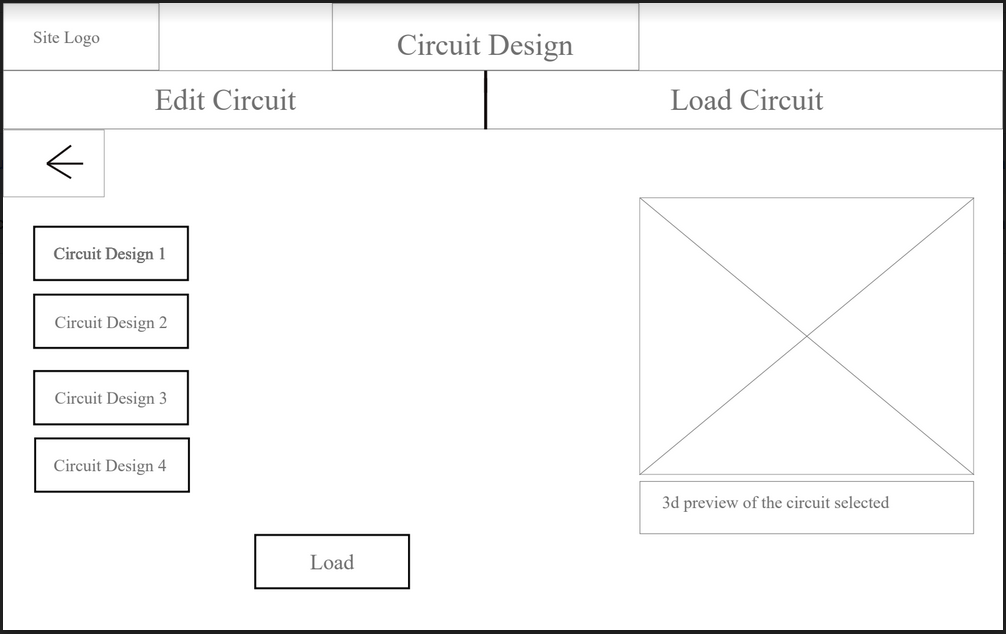 Site Logo
Circuit Design
Edit Circuit
Load Circuit
Circuit Design 1
Circuit Design 2
Circuit Design 3
Circuit Design 4
3d preview of the circuit selected
Load